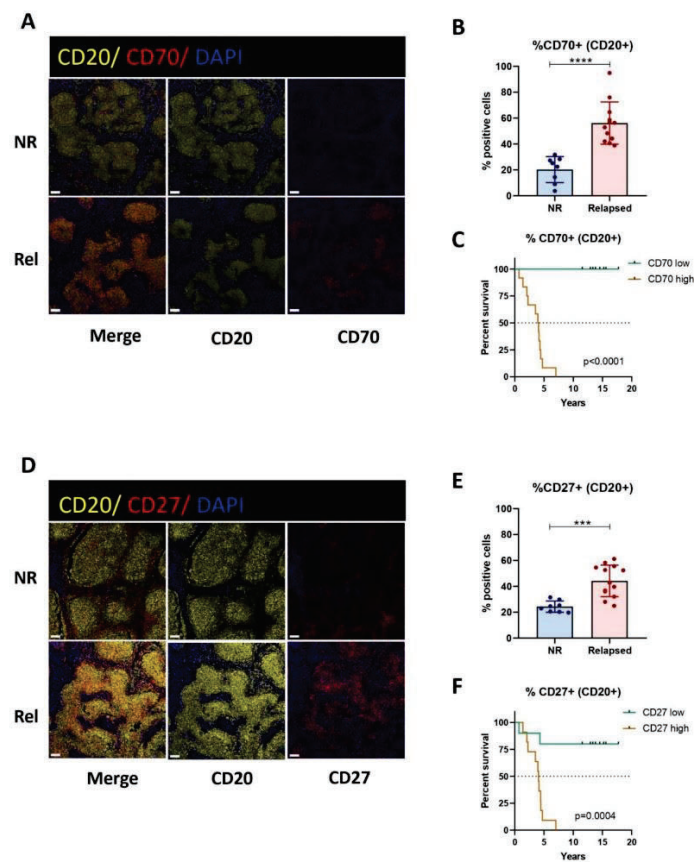 A
CD20/ CD70/ DAPI
NR
Rel
Merge
CD20
CD70
B
%CD70+ (CD20+)
****
% positive cells
100
80
60
40
20
0
NR
Relapsed
C
% CD70+ (CD20+)
CD70 low
CD70 high
Percent survival
100
75
50
25
0
p<0.0001
0
5
10
15
20
Years
D
CD20/ CD27/ DAPI
NR
Rel
Merge
CD20
CD27
E
%CD27+ (CD20+)
***
% positive cells
100
80
60
40
20
0
NR
Relapsed
F
% CD27+ (CD20+)
CD27 low
CD27 high
Percent survival
100
75
50
25
0
p=0.0004
0
5
10
15
20
Years